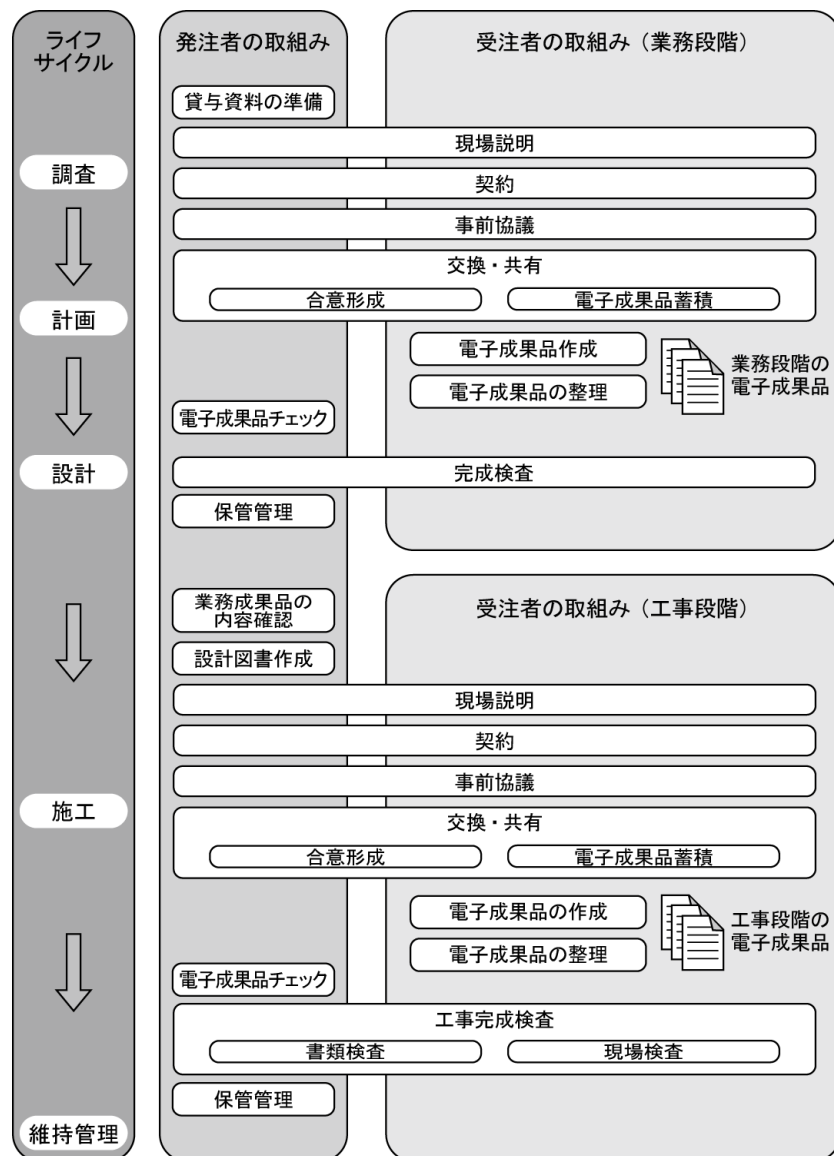 ライフ
サイクル
調査
計画
設計
施工
維持管理
発注者の取組み
受注者の取組み（業務段階）
貸与資料の準備
現場説明
契約
事前協議
交換・共有
合意形成
電子成果品蓄積
電子成果品作成
電子成果品の整理
業務段階の
電子成果品
電子成果品チェック
完成検査
保管管理
業務成果品の
内容確認
受注者の取組み（工事段階）
設計図書作成
現場説明
契約
事前協議
交換・共有
合意形成
電子成果品蓄積
電子成果品の作成
電子成果品の整理
工事段階の
電子成果品
電子成果品チェック
工事完成検査
書類検査
現場検査
保管管理